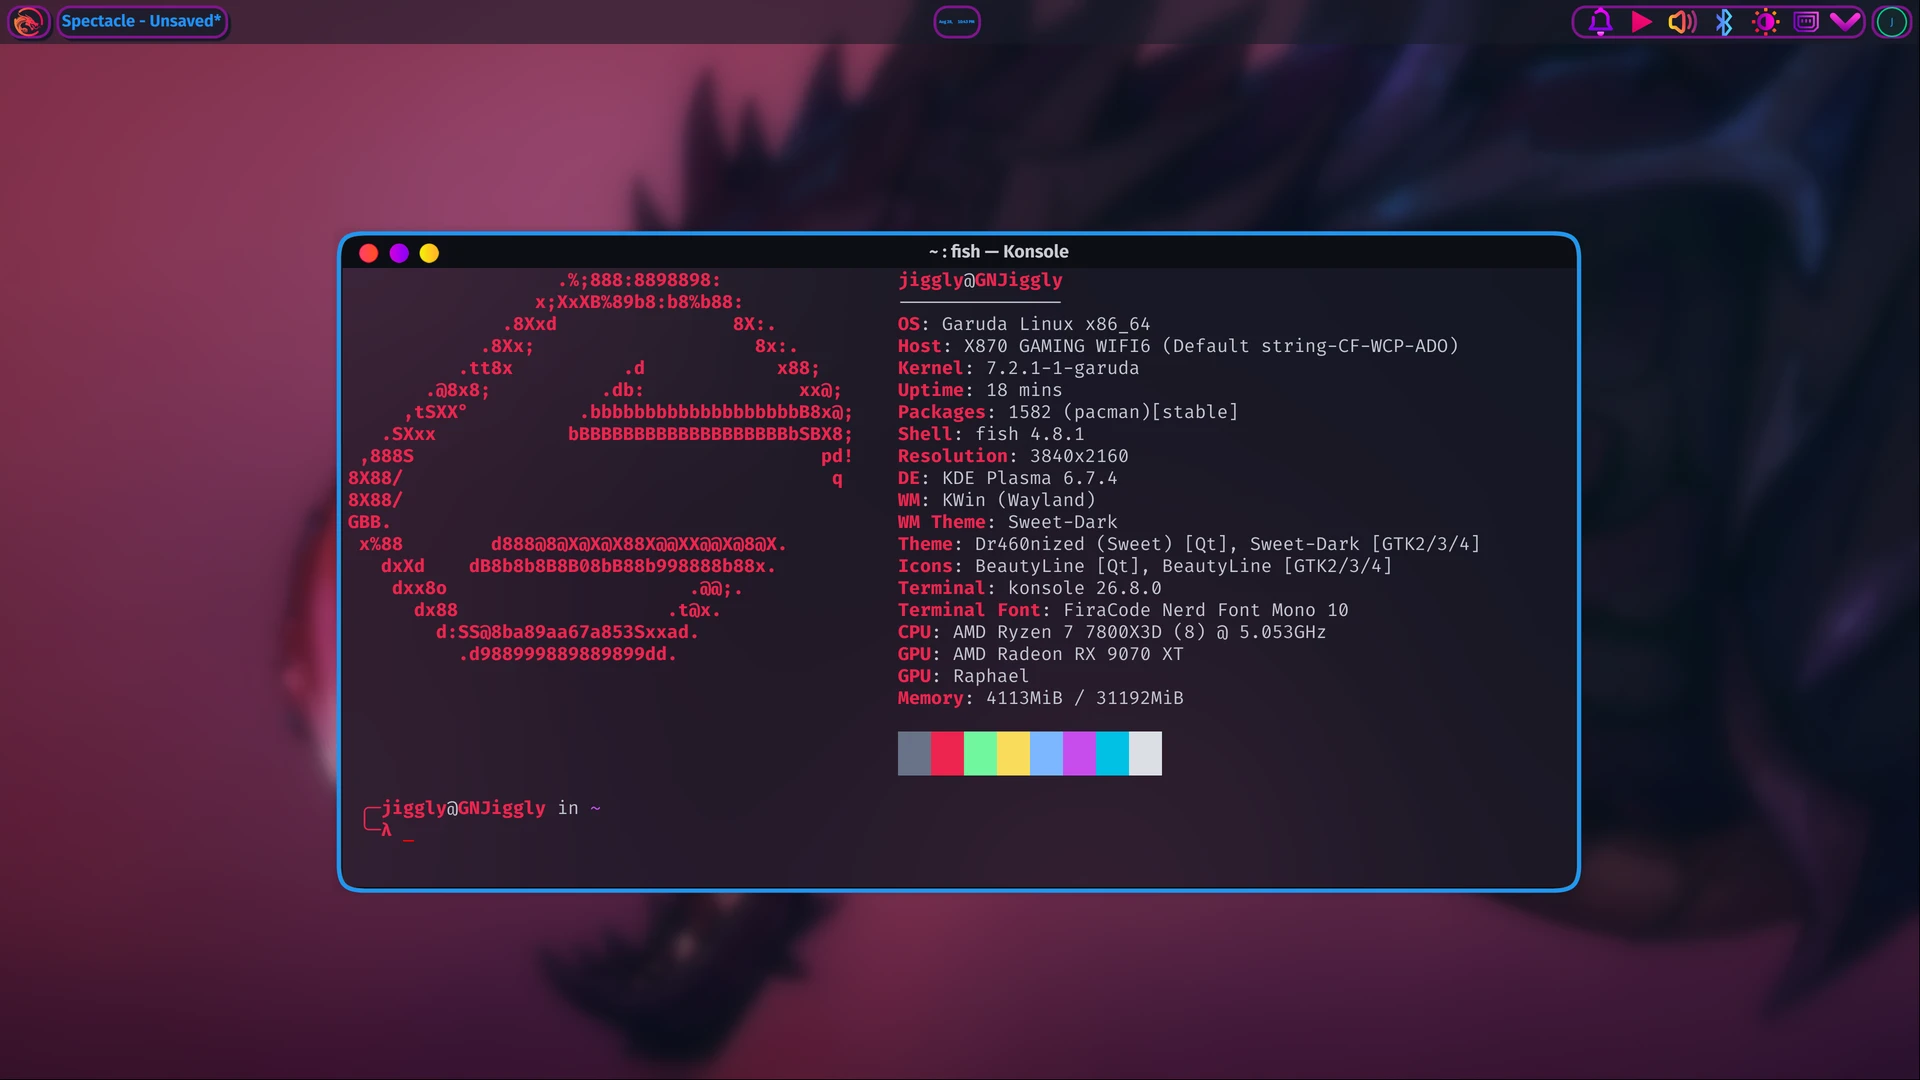 Spectacle - Unsaved*
~ : fish — Konsole
.%;888:8898898:
x;XxXB%89b8:b8%b88:
.8Xxd                8X:.
.8Xx;                    8x:.
.tt8x          .d            x88;
.@8x8;          .db:              xx@;
,tSXX°          .bbbbbbbbbbbbbbbbbbbB8x@;
.SXxx            bBBBBBBBBBBBBBBBBBBBbSBX8;
,888S                                     pd!
8X88/                                       q
8X88/
GBB.
x%88        d888@8@X@X@X88X@@XX@@X@8@X.
dxXd    dB8b8b8B8B08bB88b998888b88x.
dxx8o                      .@@;.
dx88                   .t@x.
d:SS@8ba89aa67a853Sxxad.
.d988999889889899dd.
jiggly@GNJiggly
OS: Garuda Linux x86_64
Host: X870 GAMING WIFI6 (Default string-CF-WCP-ADO)
Kernel: 7.2.1-1-garuda
Uptime: 18 mins
Packages: 1582 (pacman)[stable]
Shell: fish 4.8.1
Resolution: 3840x2160
DE: KDE Plasma 6.7.4
WM: KWin (Wayland)
WM Theme: Sweet-Dark
Theme: Dr460nized (Sweet) [Qt], Sweet-Dark [GTK2/3/4]
Icons: BeautyLine [Qt], BeautyLine [GTK2/3/4]
Terminal: konsole 26.8.0
Terminal Font: FiraCode Nerd Font Mono 10
CPU: AMD Ryzen 7 7800X3D (8) @ 5.053GHz
GPU: AMD Radeon RX 9070 XT
GPU: Raphael
Memory: 4113MiB / 31192MiB
╭─jiggly@GNJiggly in ~
╰─λ _